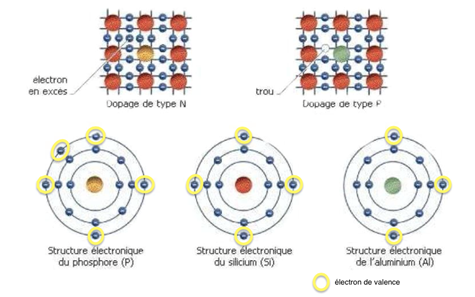 électron
en excès
Dopage de type N
trou
Dopage de type P
Structure électronique
du phosphore (P)
Structure électronique
du silicium (Si)
Structure électronique
de l'aluminium (Al)
électron de valence